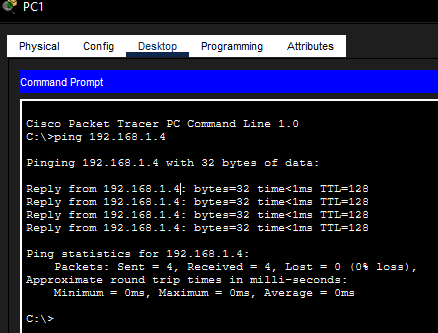 PC1
Physical Config Desktop Programming Attributes
Command Prompt
Cisco Packet Tracer PC Command Line 1.0
C:\>ping 192.168.1.4
Pinging 192.168.1.4 with 32 bytes of data:
Reply from 192.168.1.4: bytes=32 time<1ms TTL=128
Reply from 192.168.1.4: bytes=32 time<1ms TTL=128
Reply from 192.168.1.4: bytes=32 time<1ms TTL=128
Reply from 192.168.1.4: bytes=32 time<1ms TTL=128
Ping statistics for 192.168.1.4:
Packets: Sent = 4, Received = 4, Lost = 0 (0% loss),
Approximate round trip times in milli-seconds:
Minimum = 0ms, Maximum = 0ms, Average = 0ms
C:\>